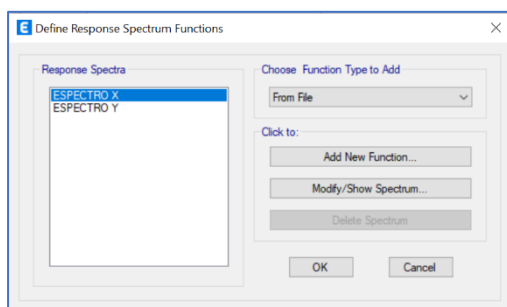 E Define Response Spectrum Functions
Response Spectra
ESPECTRO X
ESPECTRO Y
Choose Function Type to Add
From File
Click to:
Add New Function...
Modify/Show Spectrum...
Delete Spectrum
OK
Cancel